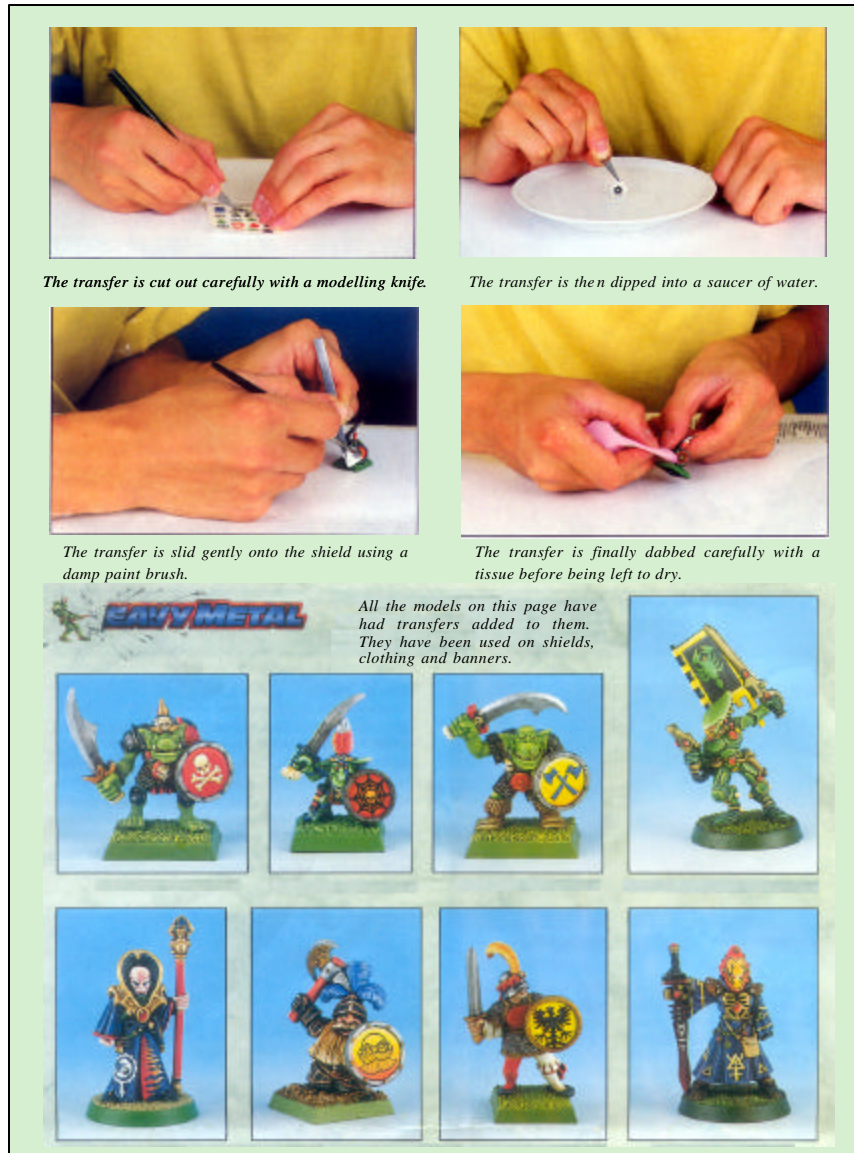 The transfer is cut out carefully with a modelling knife.
The transfer is then dipped into a saucer of water.
The transfer is slid gently onto the shield using a
damp paint brush.
The transfer is finally dabbed carefully with a
tissue before being left to dry.
EAVY METAL
All the models on this page have
had transfers added to them.
They have been used on shields,
clothing and banners.